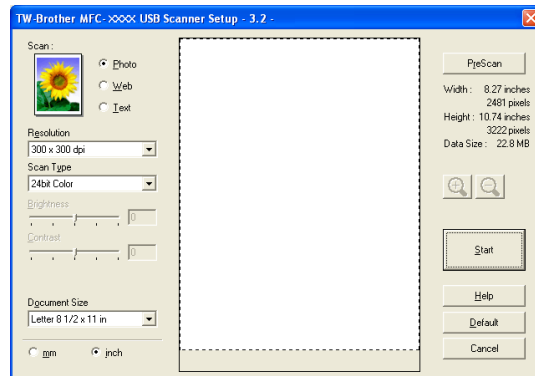 TW-Brother MFC-XXXX USB Scanner Setup - 3.2 -
Scan :
Photo
Web
Text
Resolution
300 x 300 dpi
Scan Type
24bit Color
Brightness
0
Contrast
0
Document Size
Letter 8 1/2 x 11 in
mm
inch
PreScan
Width : 8.27 inches
2481 pixels
Height : 10.74 inches
3222 pixels
Data Size : 22.8 MB
Start
Help
Default
Cancel